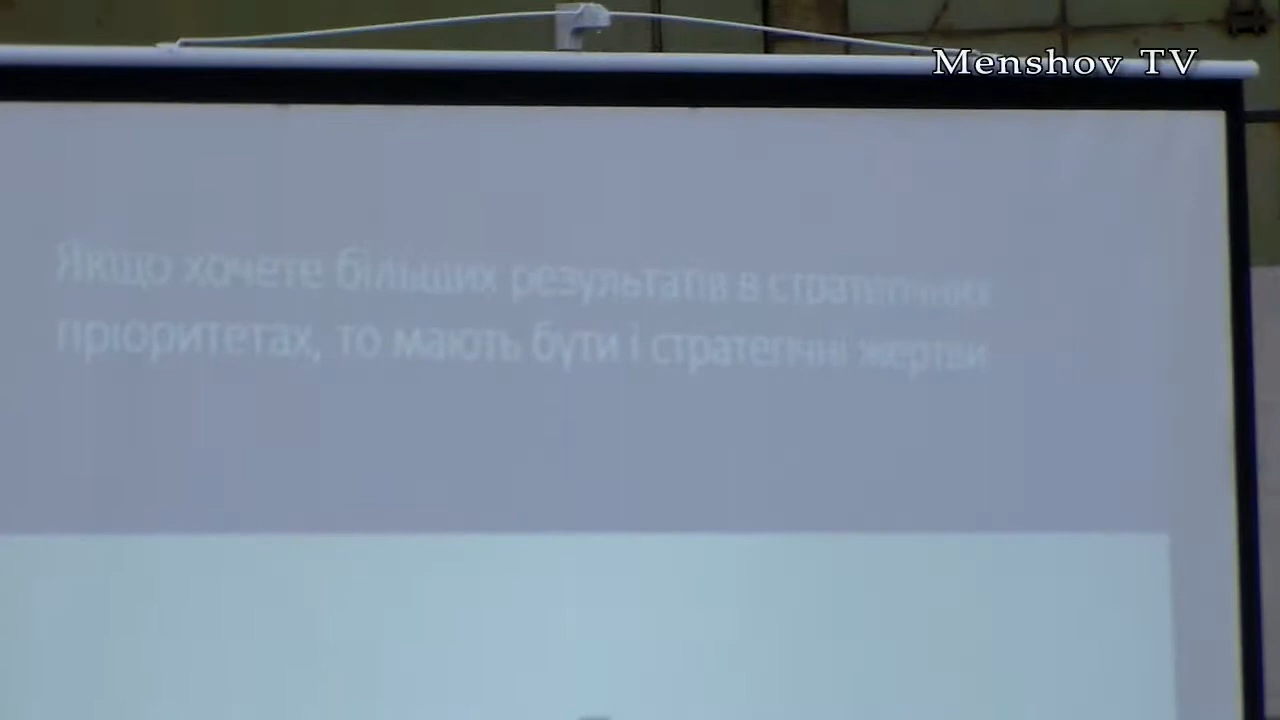 Menshov TV
Якщо хочете більших результатів в стратегічних
пріоритетах, то мають бути і стратегічні жертви